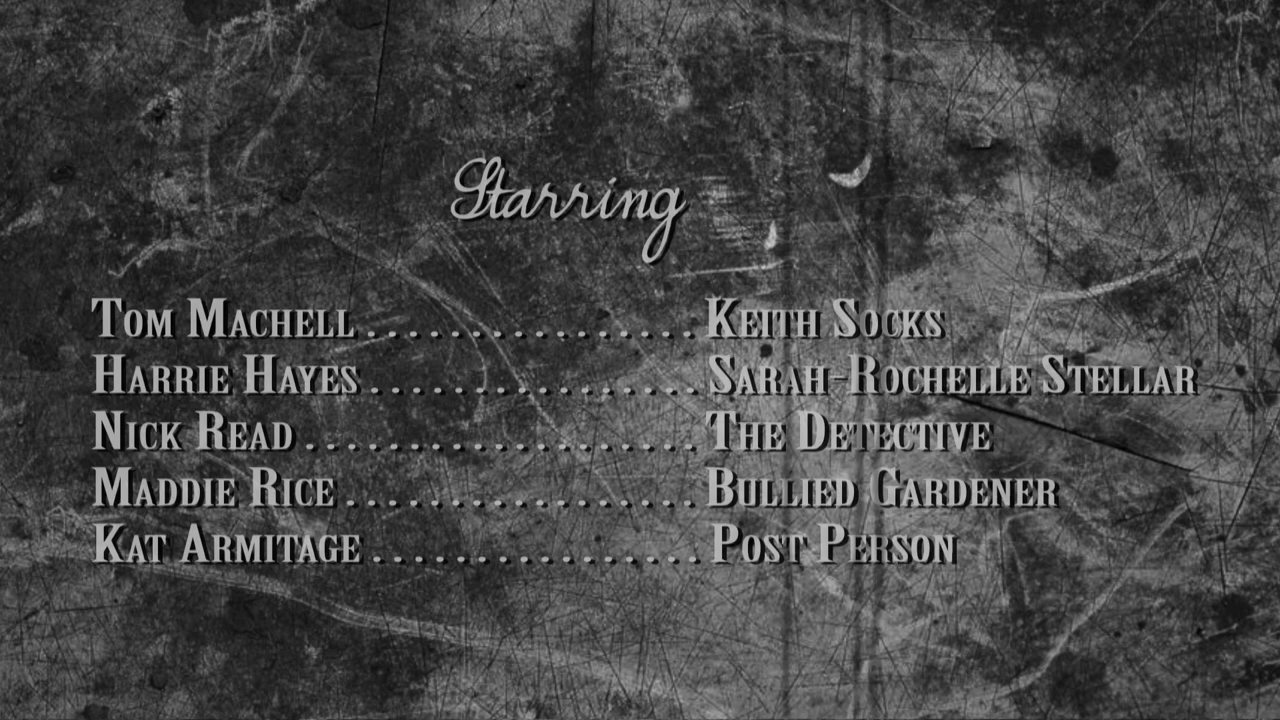 Starring
Tom Machell . . . . . . . . . . . . . . . . Keith Socks
Harrie Hayes . . . . . . . . . . . . . . . . Sarah-Rochelle Stellar
Nick Read . . . . . . . . . . . . . . . . . . . The Detective
Maddie Rice . . . . . . . . . . . . . . . . . Bullied Gardener
Kat Armitage . . . . . . . . . . . . . . . . Post Person